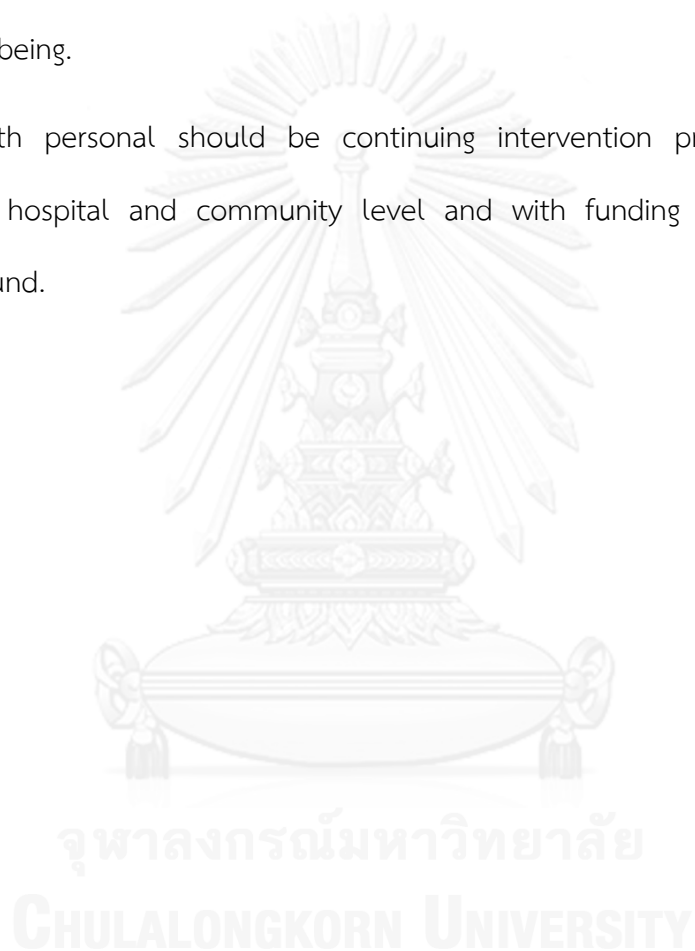 being.
th personal should be continuing intervention pr
hospital and community level and with funding
und.
จุฬาลงกรณ์มหาวิทยาลัย
CHULALONGKORN UNIVERSITY